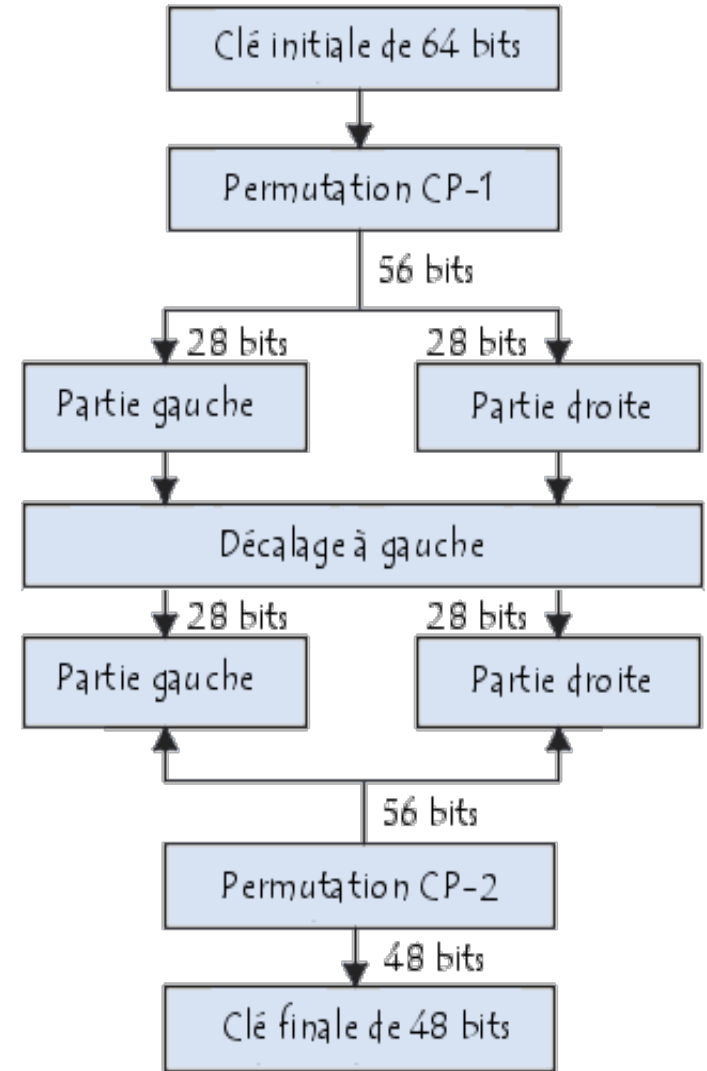 Clé initiale de 64 bits
Permutation CP-1
56 bits
28 bits
28 bits
Partie gauche
Partie droite
Décalage à gauche
28 bits
28 bits
Partie gauche
Partie droite
56 bits
Permutation CP-2
48 bits
Clé finale de 48 bits